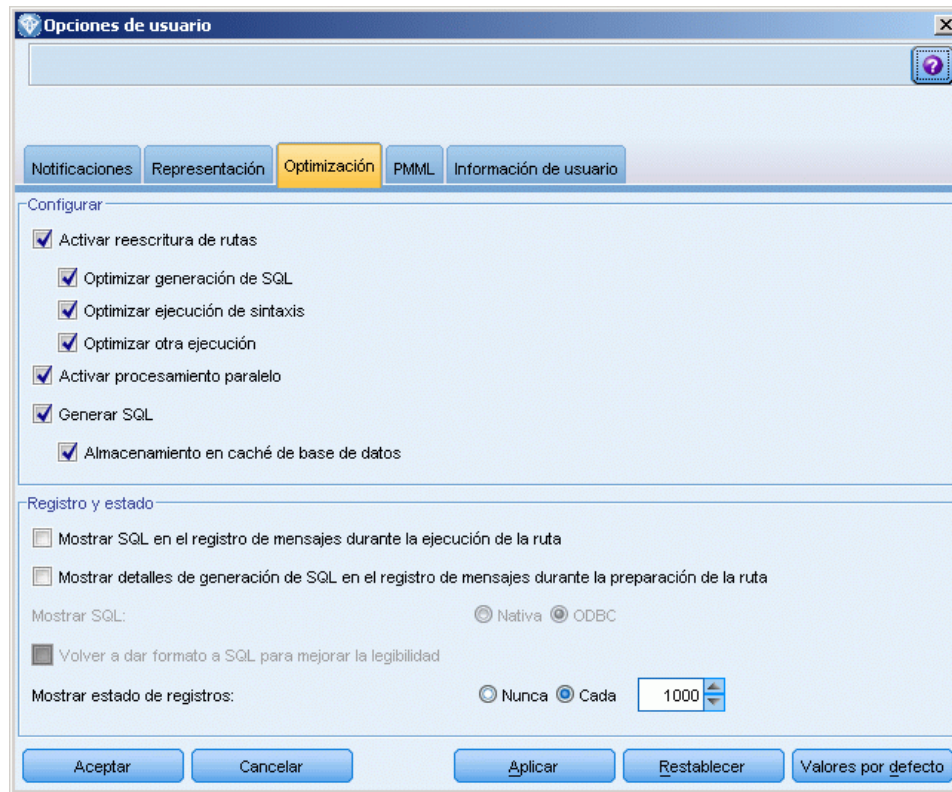 Opciones de usuario
Notificaciones Representación Optimización PMML Información de usuario
Configurar
Activar reescritura de rutas
Optimizar generación de SQL
Optimizar ejecución de sintaxis
Optimizar otra ejecución
Activar procesamiento paralelo
Generar SQL
Almacenamiento en caché de base de datos
Registro y estado
Mostrar SQL en el registro de mensajes durante la ejecución de la ruta
Mostrar detalles de generación de SQL en el registro de mensajes durante la preparación de la ruta
Mostrar SQL: Nativa ODBC
Volver a dar formato a SQL para mejorar la legibilidad
Mostrar estado de registros: Nunca Cada 1000
Aceptar Cancelar Aplicar Restablecer Valores por defecto